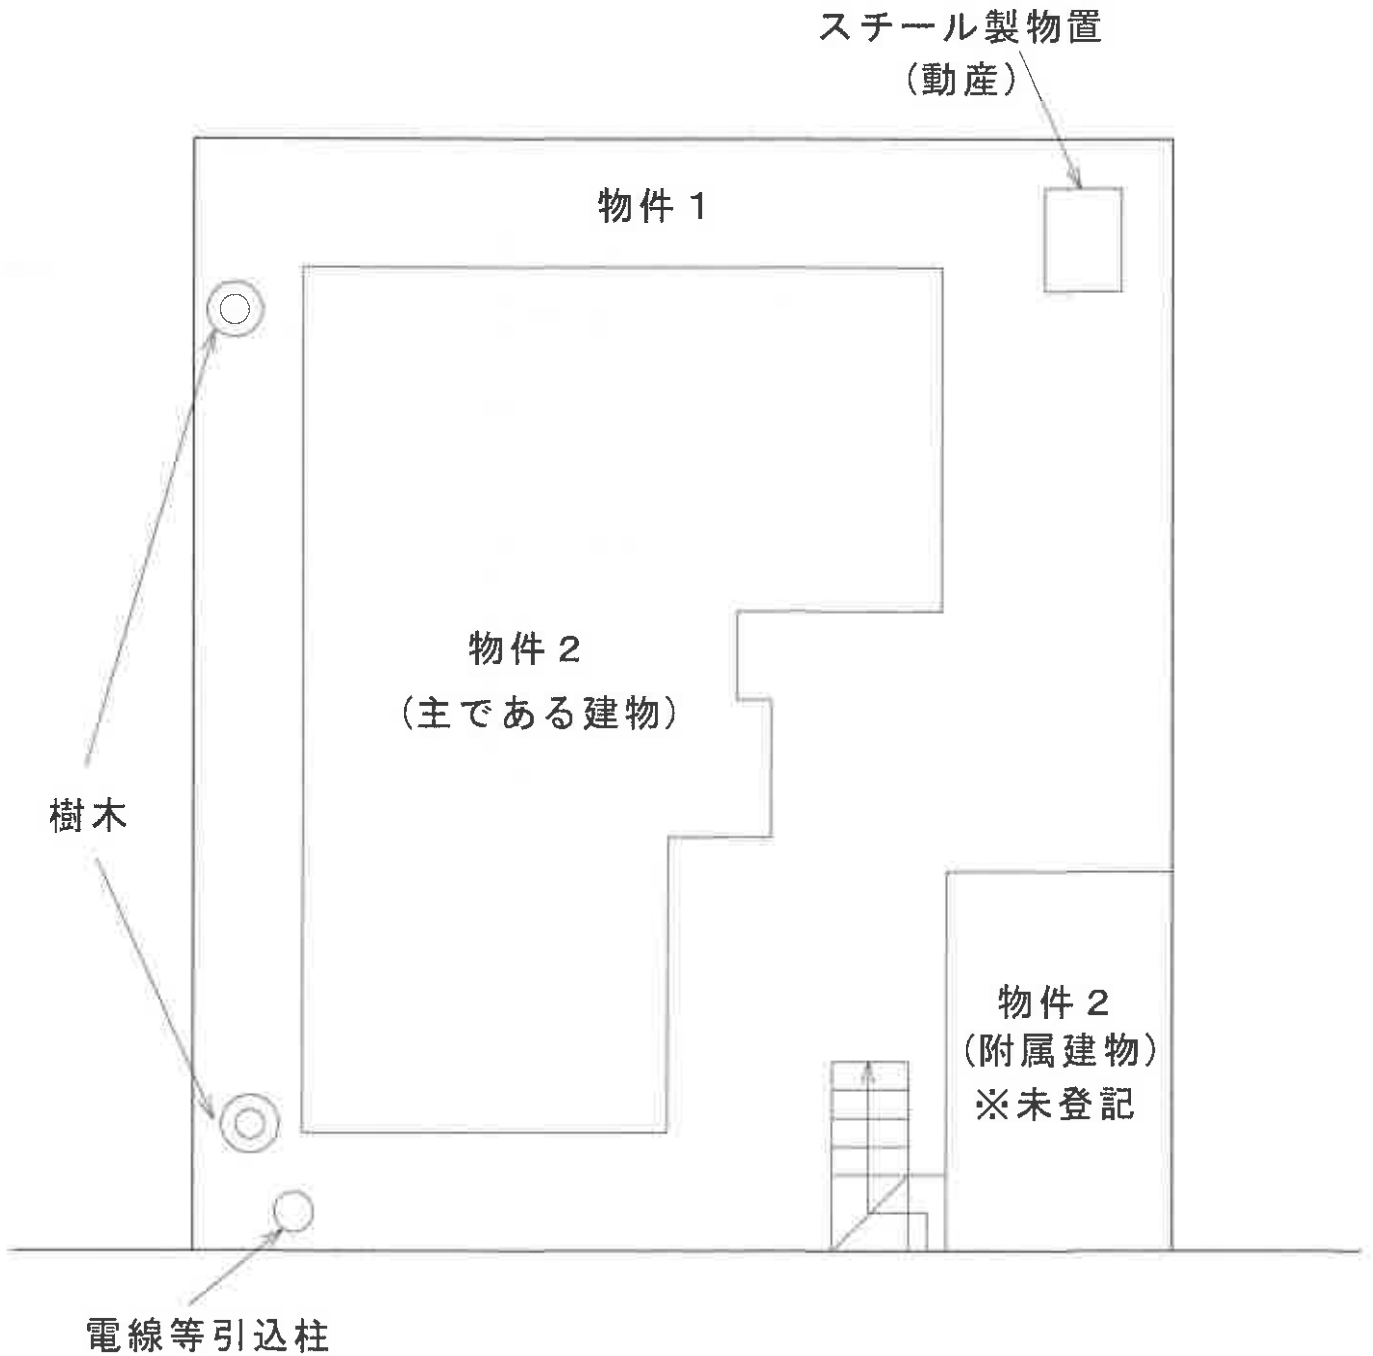 スチール製物置
(動産)
物件1
物件2
(主である建物)
樹木
物件2
(附属建物)
※未登記
電線等引込柱